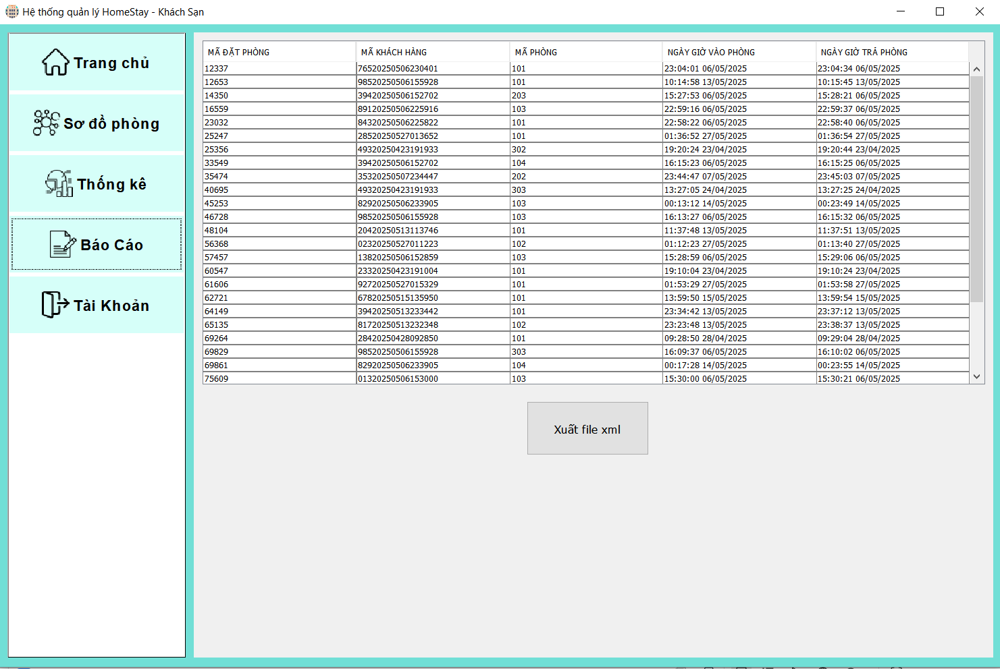 Hệ thống quản lý HomeStay - Khách Sạn
Trang chủ
Sơ đồ phòng
Thống kê
Báo Cáo
Tài Khoản
MÃ ĐẶT PHÒNG MÃ KHÁCH HÀNG MÃ PHÒNG NGÀY GIỜ VÀO PHÒNG NGÀY GIỜ TRẢ PHÒNG
12337 76520250506230401 101 23:04:01 06/05/2025 23:04:34 06/05/2025
12653 98520250506155928 101 10:14:58 13/05/2025 10:15:45 13/05/2025
14350 39420250506152702 203 15:27:53 06/05/2025 15:28:21 06/05/2025
16559 89120250506225916 103 22:59:16 06/05/2025 22:59:37 06/05/2025
23032 84320250506225822 101 22:58:22 06/05/2025 22:58:40 06/05/2025
25247 28520250527013652 101 01:36:52 27/05/2025 01:36:54 27/05/2025
25356 49320250423191933 302 19:20:24 23/04/2025 19:20:44 23/04/2025
33549 39420250506152702 104 16:15:23 06/05/2025 16:15:25 06/05/2025
35474 35320250507234447 202 23:44:47 07/05/2025 23:45:03 07/05/2025
40695 49320250423191933 303 13:27:05 24/04/2025 13:27:25 24/04/2025
45253 82920250506233905 103 00:13:12 14/05/2025 00:23:49 14/05/2025
46728 98520250506155928 103 16:13:27 06/05/2025 16:15:32 06/05/2025
48104 20420250513113746 101 11:37:48 13/05/2025 11:37:51 13/05/2025
56368 02320250527011223 102 01:12:23 27/05/2025 01:13:40 27/05/2025
57457 13820250506152859 103 15:28:59 06/05/2025 15:29:06 06/05/2025
60547 23320250423191004 101 19:10:04 23/04/2025 19:10:24 23/04/2025
61606 92720250527015329 101 01:53:29 27/05/2025 01:53:58 27/05/2025
62721 67820250515135950 101 13:59:50 15/05/2025 13:59:54 15/05/2025
64149 39420250513233442 101 23:34:42 13/05/2025 23:37:12 13/05/2025
65135 81720250513232348 102 23:23:48 13/05/2025 23:38:37 13/05/2025
69264 28420250428092850 101 09:28:50 28/04/2025 09:29:04 28/04/2025
69829 98520250506155928 303 16:09:37 06/05/2025 16:10:02 06/05/2025
69861 82920250506233905 104 00:17:28 14/05/2025 00:23:55 14/05/2025
75609 01320250506153000 103 15:30:00 06/05/2025 15:30:21 06/05/2025
Xuất file xml